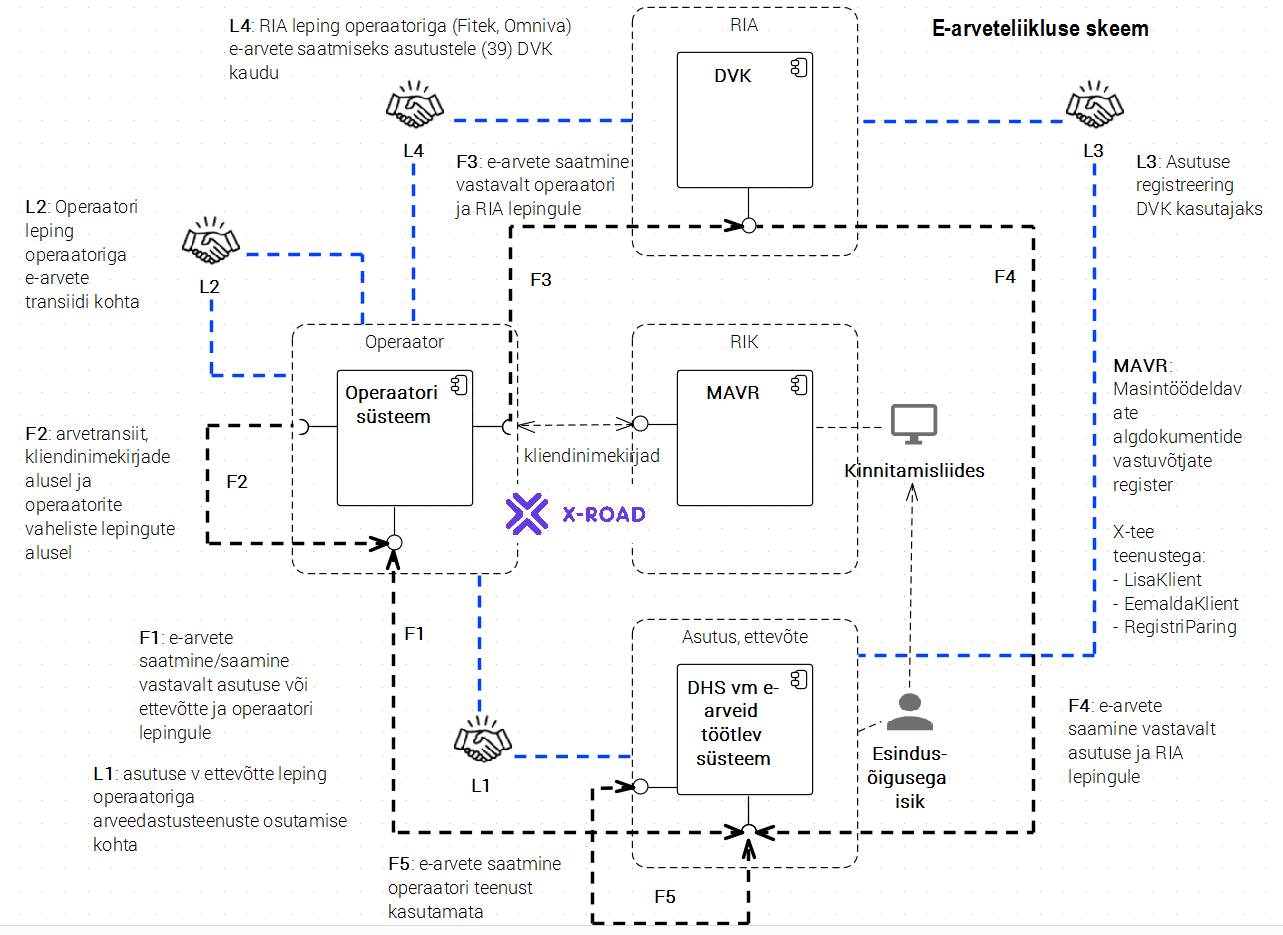 E-arveteliikluse skeem
L4: RIA leping operaatoriga (Fitek, Omniva)
e-arvete saatmiseks asutustele (39) DVK
kaudu
RIA
DVK
L4
L3
F3: e-arvete saatmine
vastavalt operaatori
ja RIA lepingule
L3: Asutuse
registreering
DVK kasutajaks
L2: Operaatori
leping
operaatoriga
e-arvete
transiidi kohta
L2
F3
F4
Operaator
Operaatori
süsteem
RIK
MAVR
kliendinimekirjad
X-ROAD
Kinnitamisliides
MAVR:
Masintöödeldav
ate
algdokumentide
vastuvõtjate
register
X-tee
teenustega:
- LisaKlient
- EemaldaKlient
- RegistriParing
F2: arvetransiit,
kliendinimekirjade
alusel ja
operaatorite
vaheliste lepingute
alusel
F2
F1: e-arvete
saatmine/saamine
vastavalt asutuse või
ettevõtte ja operaatori
lepingule
F1
Asutus, ettevõte
DHS vm e-
arveid
töötlev
süsteem
Esindus-
õigusega
isik
F4: e-arvete
saamine vastavalt
asutuse ja RIA
lepingule
L1: asutuse v ettevõtte leping
operaatoriga
arveedastusteenuste osutamise
kohta
L1
F5: e-arvete saatmine
operaatori teenust
kasutamata
F5